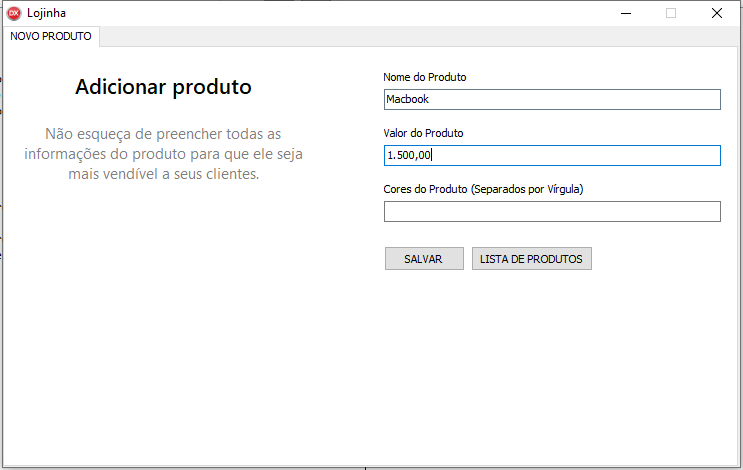 DX Lojinha
NOVO PRODUTO
Adicionar produto
Não esqueça de preencher todas as
informações do produto para que ele seja
mais vendível a seus clientes.
Nome do Produto
Macbook
Valor do Produto
1.500,00
Cores do Produto (Separados por Vírgula)
SALVAR LISTA DE PRODUTOS